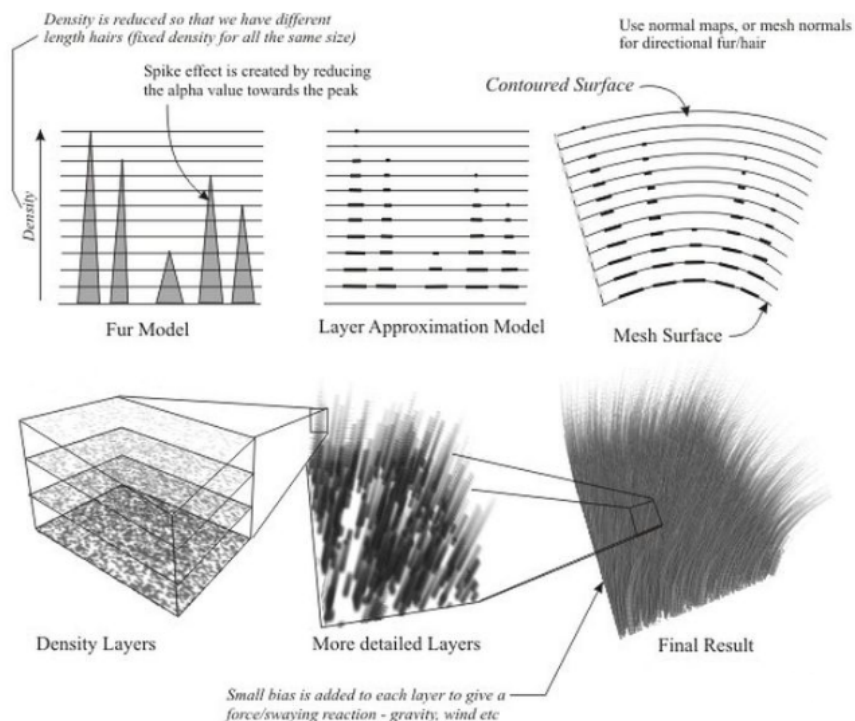 Density is reduced so that we have different
length hairs (fixed density for all the same size)
Use normal maps, or mesh normals
for directional fur/hair
Spike effect is created by reducing
the alpha value towards the peak
Contoured Surface
Density
Fur Model
Layer Approximation Model
Mesh Surface
Density Layers
More detailed Layers
Final Result
Small bias is added to each layer to give a
force/swaying reaction - gravity, wind etc